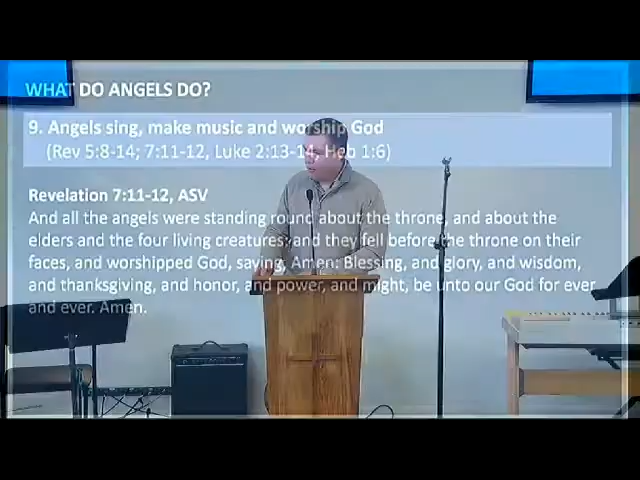 WHAT DO ANGELS DO?
9. Angels sing, make music and worship God
(Rev 5:8-14; 7:11-12, Luke 2:13-14, Heb 1:6)
Revelation 7:11-12, ASV
And all the angels were standing round about the throne, and about the
elders and the four living creatures; and they fell before the throne on their
faces, and worshipped God, saying, Amen: Blessing, and glory, and wisdom,
and thanksgiving, and honor, and power, and might, be unto our God for ever
and ever. Amen.